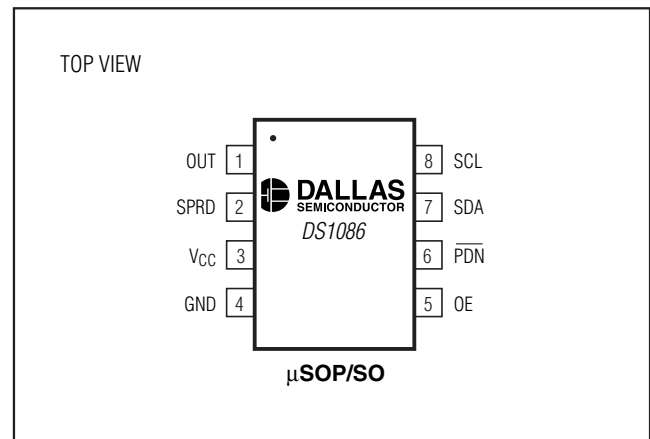 TOP VIEW
OUT 1
8 SCL
SPRD 2
DALLAS
SEMICONDUCTOR
7 SDA
DS1086
VCC 3
6 PDN
GND 4
5 OE
μSOP/SO